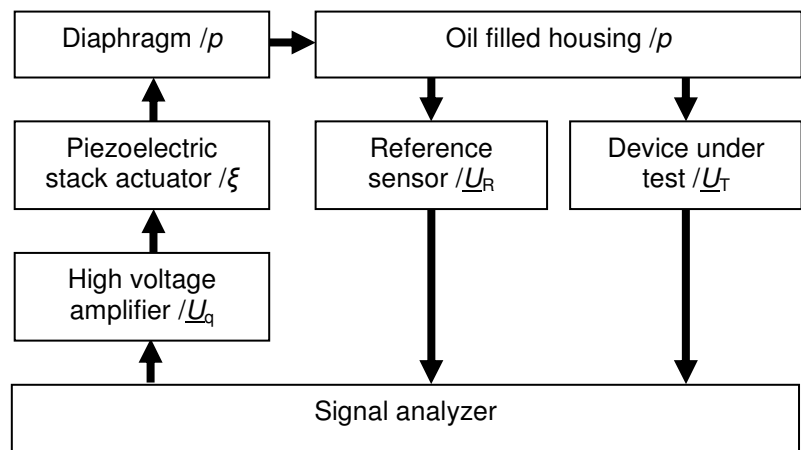 Diaphragm /p
Oil filled housing /p
Piezoelectric
stack actuator /ξ
Reference
sensor /U_R
Device under
test /U_T
High voltage
amplifier /U_q
Signal analyzer